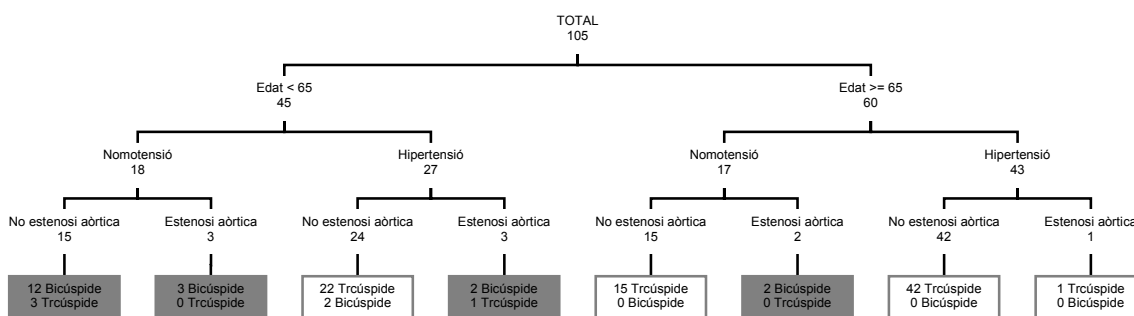 TOTAL
105
Edat < 65
45
Edat >= 65
60
Nomotensió
18
Hipertensió
27
Nomotensió
17
Hipertensió
43
No estenosi aòrtica
15
Estenosi aòrtica
3
No estenosi aòrtica
24
Estenosi aòrtica
3
No estenosi aòrtica
15
Estenosi aòrtica
2
No estenosi aòrtica
42
Estenosi aòrtica
1
12 Bicúspide
3 Trcúspide
3 Bicúspide
0 Trcúspide
22 Trcúspide
2 Bicúspide
2 Bicúspide
1 Trcúspide
15 Trcúspide
0 Bicúspide
2 Bicúspide
0 Trcúspide
42 Trcúspide
0 Bicúspide
1 Trcúspide
0 Bicúspide